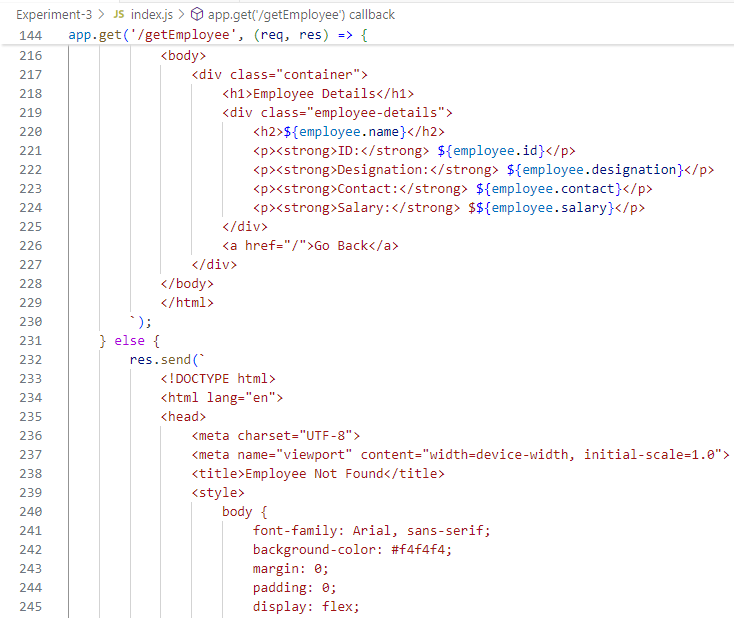 Experiment-3 > JS index.js > app.get('/getEmployee') callback
144 app.get('/getEmployee', (req, res) => {
216 <body>
217 <div class="container">
218 <h1>Employee Details</h1>
219 <div class="employee-details">
220 <h2>${employee.name}</h2>
221 <p><strong>ID:</strong> ${employee.id}</p>
222 <p><strong>Designation:</strong> ${employee.designation}</p>
223 <p><strong>Contact:</strong> ${employee.contact}</p>
224 <p><strong>Salary:</strong> $${employee.salary}</p>
225 </div>
226 <a href="/">Go Back</a>
227 </div>
228 </body>
229 </html>
230 `);
231 } else {
232 res.send(`
233 <!DOCTYPE html>
234 <html lang="en">
235 <head>
236 <meta charset="UTF-8">
237 <meta name="viewport" content="width=device-width, initial-scale=1.0">
238 <title>Employee Not Found</title>
239 <style>
240 body {
241 font-family: Arial, sans-serif;
242 background-color: #f4f4f4;
243 margin: 0;
244 padding: 0;
245 display: flex;